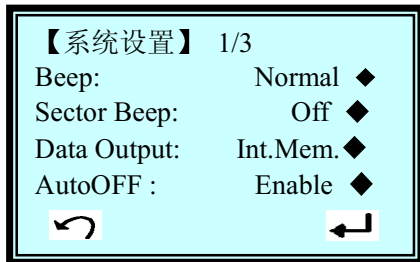 【系统设置】 1/3
Beep: Normal ◆
Sector Beep: Off ◆
Data Output: Int.Mem.◆
AutoOFF : Enable ◆